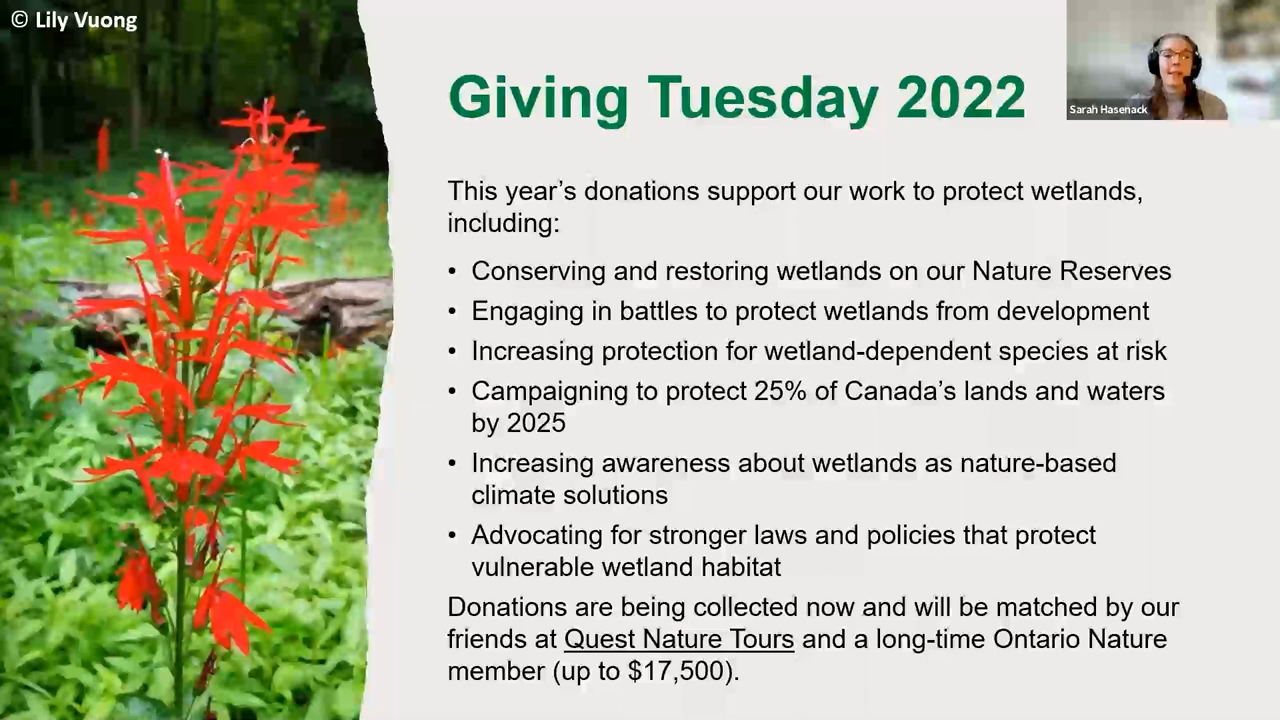 © Lily Vuong
Giving Tuesday 2022
Sarah Hasenack
This year’s donations support our work to protect wetlands,
including:
• Conserving and restoring wetlands on our Nature Reserves
• Engaging in battles to protect wetlands from development
• Increasing protection for wetland-dependent species at risk
• Campaigning to protect 25% of Canada’s lands and waters
by 2025
• Increasing awareness about wetlands as nature-based
climate solutions
• Advocating for stronger laws and policies that protect
vulnerable wetland habitat
Donations are being collected now and will be matched by our
friends at Quest Nature Tours and a long-time Ontario Nature
member (up to $17,500).